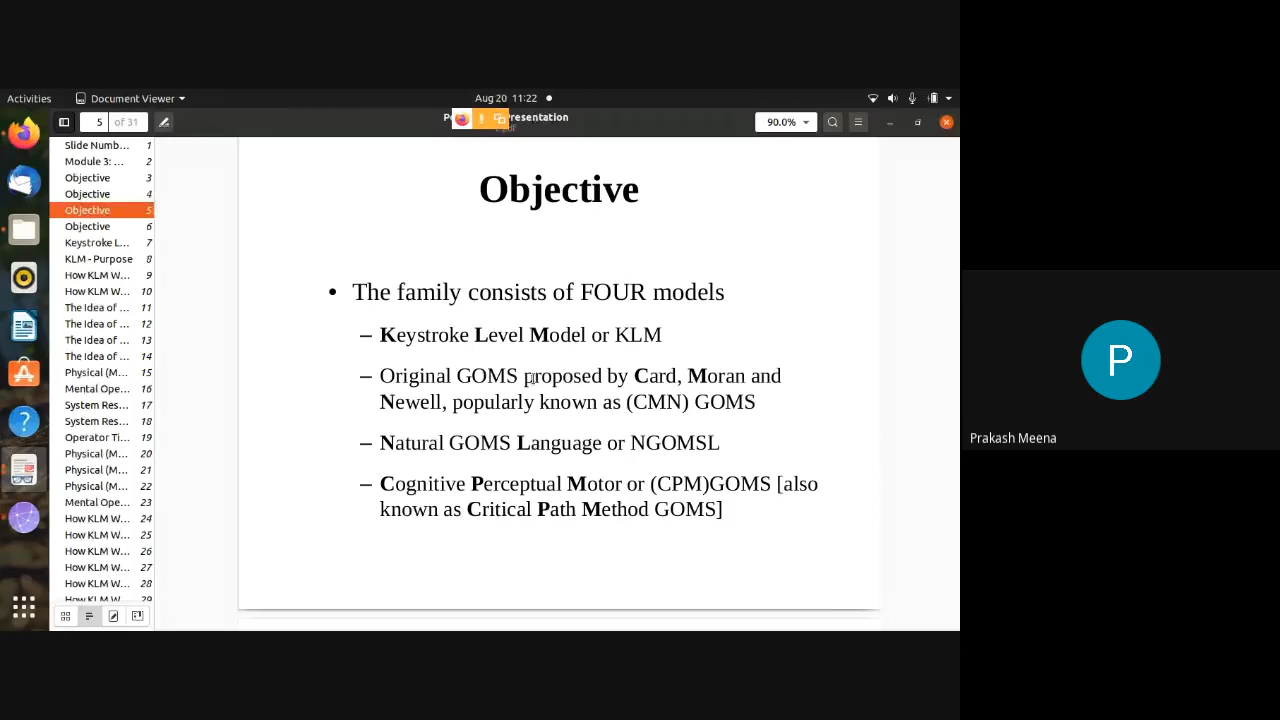 Activities
Document Viewer
Aug 20 11:22
5 of 31
Presentation
90.0%
Slide Numb... 1
Module 3: ... 2
Objective 3
Objective 4
Objective 5
Objective 6
Keystroke L... 7
KLM - Purpose 8
How KLM W... 9
How KLM W... 10
The Idea of ... 11
The Idea of ... 12
The Idea of ... 13
The Idea of ... 14
Physical (M... 15
Mental Ope... 16
System Res... 17
System Res... 18
Operator Ti... 19
Physical (M... 20
Physical (M... 21
Physical (M... 22
Mental Ope... 23
How KLM W... 24
How KLM W... 25
How KLM W... 26
How KLM W... 27
How KLM W... 28
How KLM W... 29
Objective
• The family consists of FOUR models
– Keystroke Level Model or KLM
– Original GOMS proposed by Card, Moran and
Newell, popularly known as (CMN) GOMS
– Natural GOMS Language or NGOMSL
– Cognitive Perceptual Motor or (CPM)GOMS [also
known as Critical Path Method GOMS]
P
Prakash Meena